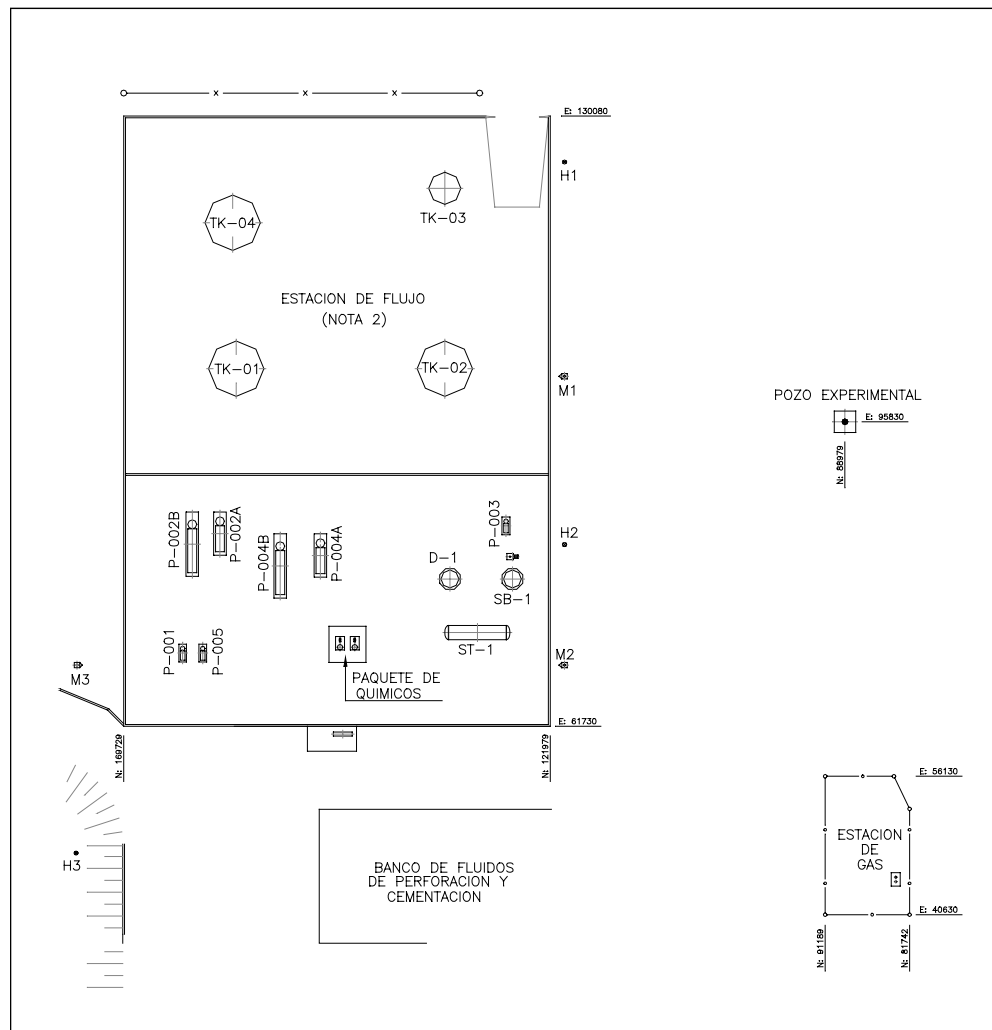 E: 130080
H1
TK-04
TK-03
ESTACION DE FLUJO
(NOTA 2)
TK-01
TK-02
M1
POZO EXPERIMENTAL
E: 95830
N: 88979
P-002B
P-002A
P-004B
P-004A
P-003
H2
D-1
SB-1
P-001
P-005
ST-1
M2
M3
PAQUETE DE
QUIMICOS
E: 61730
N: 169729
N: 121979
E: 56130
ESTACION
DE
GAS
H3
BANCO DE FLUIDOS
DE PERFORACION Y
CEMENTACION
E: 40630
N: 91189
N: 81742